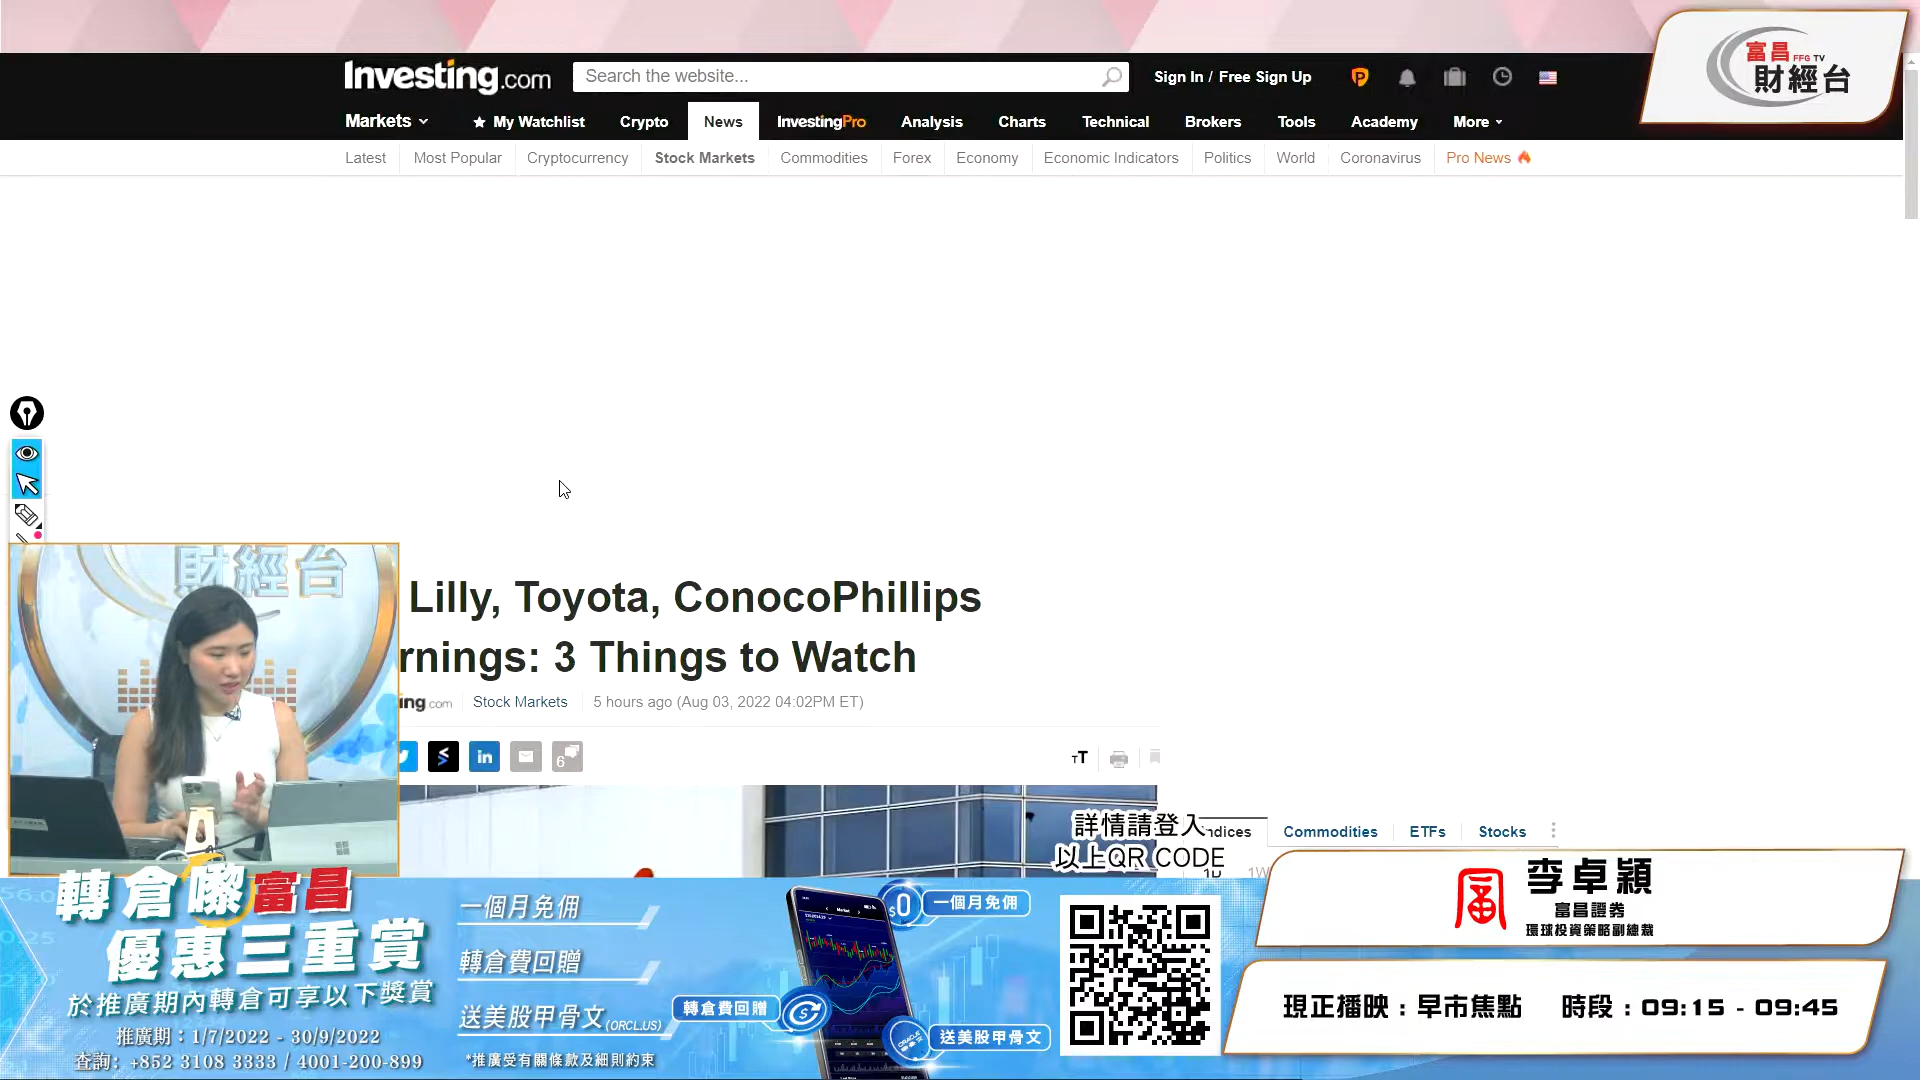 Investing.com
Search the website...
Sign In / Free Sign Up
富昌 FFG TV
財經台
Markets
My Watchlist
Crypto
News
InvestingPro
Analysis
Charts
Technical
Brokers
Tools
Academy
More
Latest
Most Popular
Cryptocurrency
Stock Markets
Commodities
Forex
Economy
Economic Indicators
Politics
World
Coronavirus
Pro News
財經台
Lilly, Toyota, ConocoPhillips
rnings: 3 Things to Watch
ing.com
Stock Markets
5 hours ago (Aug 03, 2022 04:02PM ET)
6
TT
詳情請登入
以上QR CODE
ndices
Commodities
ETFs
Stocks
1W
轉倉嚟富昌
優惠三重賞
於推廣期內轉倉可享以下獎賞
推廣期：1/7/2022 - 30/9/2022
查詢：+852 3108 3333 / 4001-200-899
一個月免佣
轉倉費回贈
送美股甲骨文(ORCL.US)
*推廣受有關條款及細則約束
$0
一個月免佣
轉倉費回贈
送美股甲骨文
李卓穎
富昌證券
環球投資策略副總裁
現正播映：早市焦點 時段：09:15 - 09:45